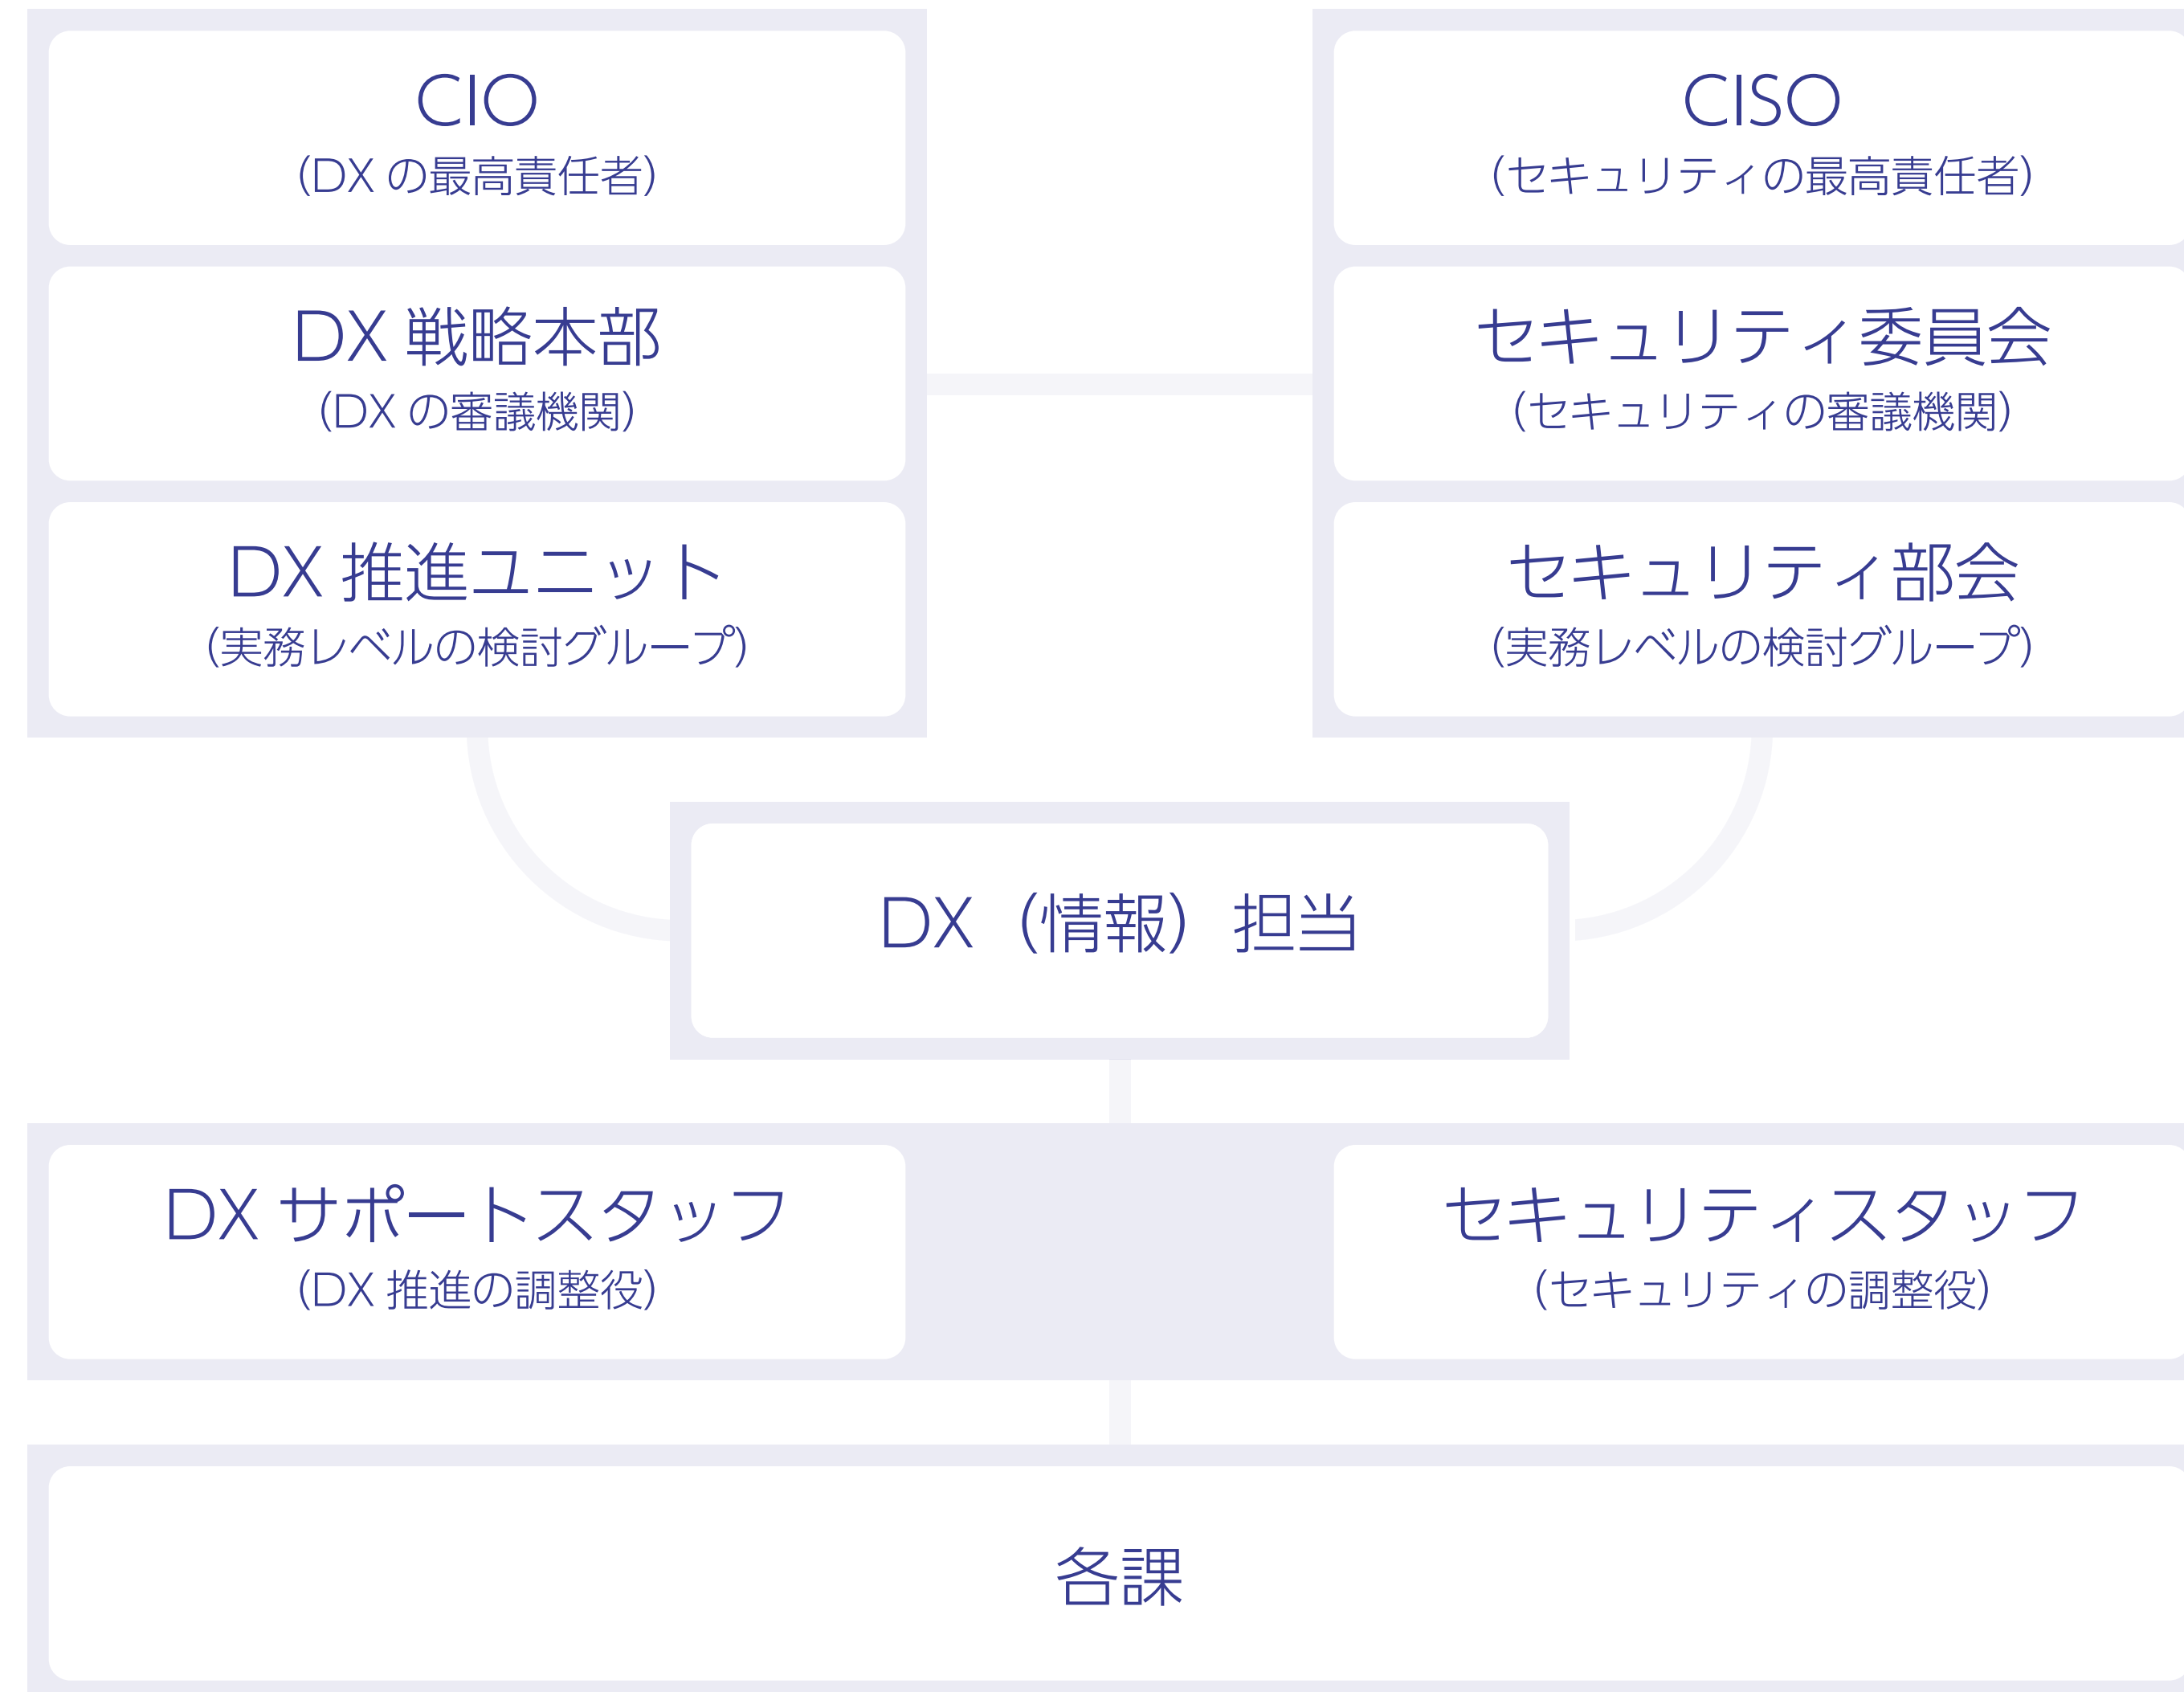 CIO
（DX の最高責任者）
DX 戦略本部
（DX の審議機関）
DX 推進ユニット
（実務レベルの検討グループ）
CISO
（セキュリティの最高責任者）
セキュリティ委員会
（セキュリティの審議機関）
セキュリティ部会
（実務レベルの検討グループ）
DX（情報）担当
DX サポートスタッフ
（DX 推進の調整役）
セキュリティスタッフ
（セキュリティの調整役）
各課